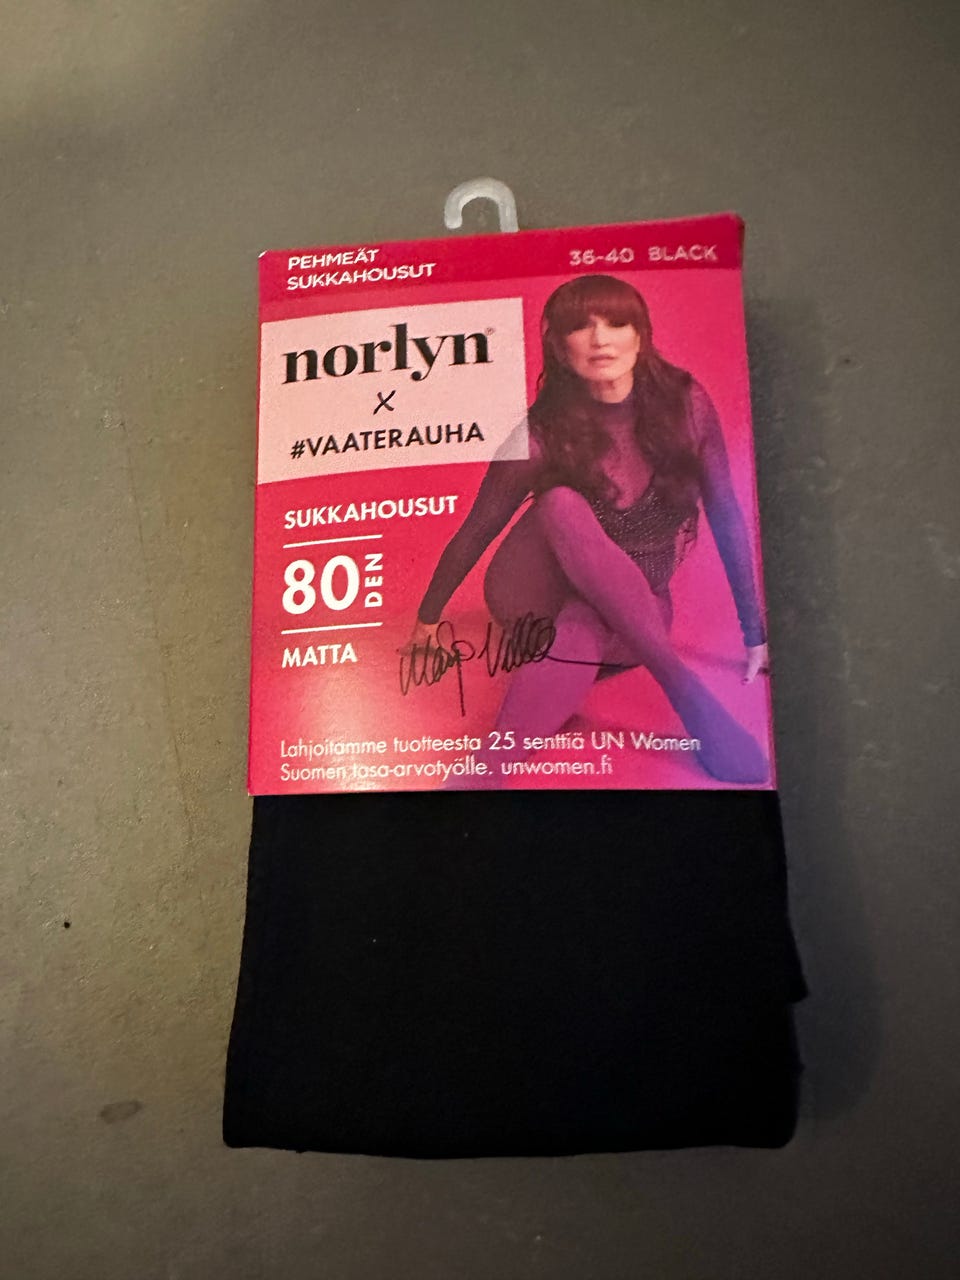 PEHMEÄT
SUKKAHOUSUT
36-40 BLACK
norlyn®
x
#VAATERAUHA
SUKKAHOUSUT
80 DEN
MATTA
Lahjoitamme tuotteesta 25 senttiä UN Women
Suomen tasa-arvotyölle. unwomen.fi